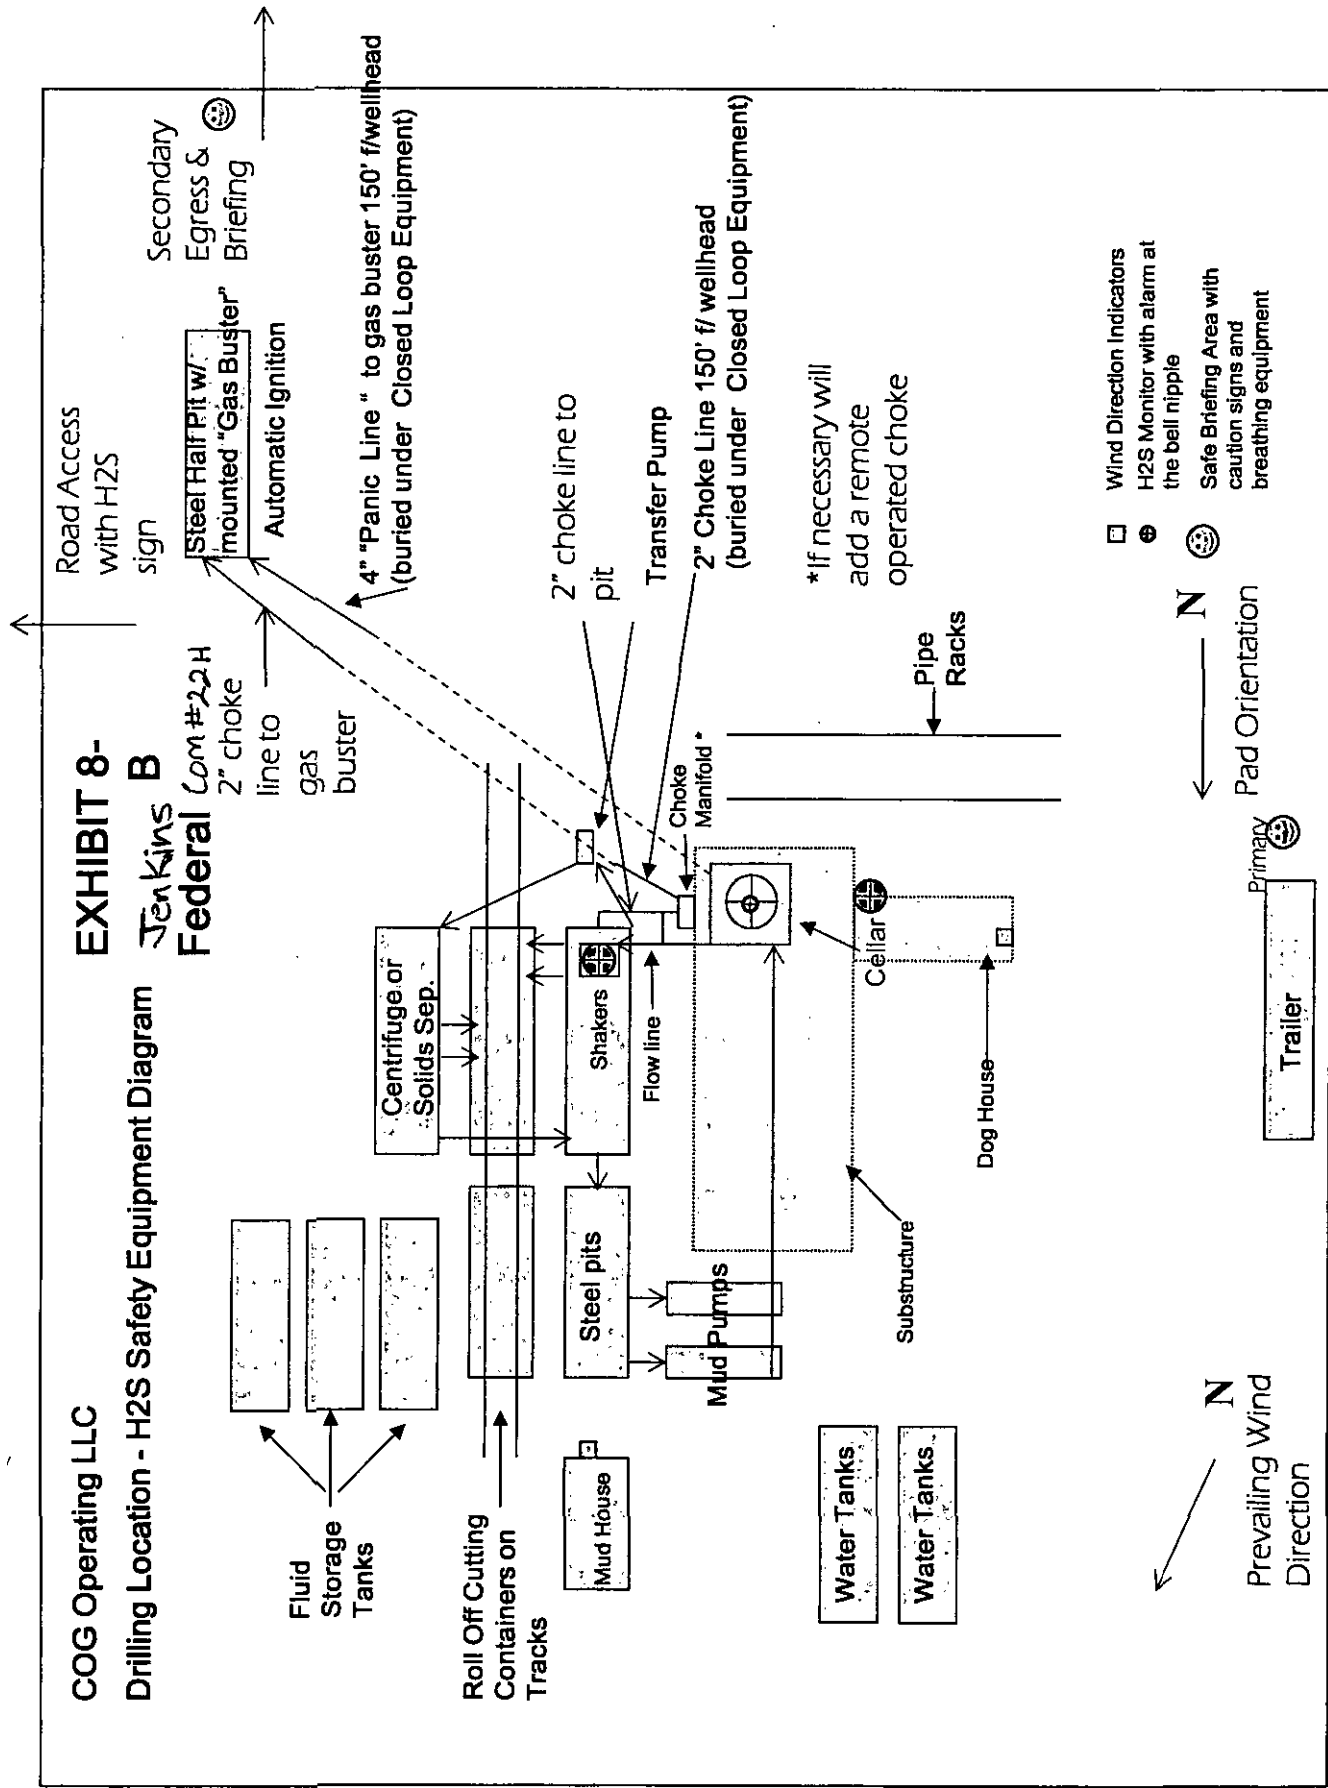 COG Operating LLC
EXHIBIT 8-
B
Drilling Location - H2S Safety Equipment Diagram
Jenkins
Federal Com #22H
Road Access
with H2S
sign
Secondary
Egress &
Briefing
2" choke
line to
gas
buster
Steel Half Pit w/
mounted "Gas Buster"
Automatic Ignition
4" "Panic Line " to gas buster 150' f/wellhead
(buried under Closed Loop Equipment)
Fluid
Storage
Tanks
Centrifuge or
Solids Sep.
Roll Off Cutting
Containers on
Tracks
2" choke line to
pit
Transfer Pump
2" Choke Line 150' f/ wellhead
(buried under Closed Loop Equipment)
Mud House
Steel pits
Shakers
Flow line
Choke
Manifold *
*If necessary will
add a remote
operated choke
Mud Pumps
Water Tanks
Water Tanks
Cellar
Pipe
Racks
Substructure
Dog House
Wind Direction Indicators
H2S Monitor with alarm at
the bell nipple
Safe Briefing Area with
caution signs and
breathing equipment
N
Prevailing Wind
Direction
N
Pad Orientation
Primary
Trailer